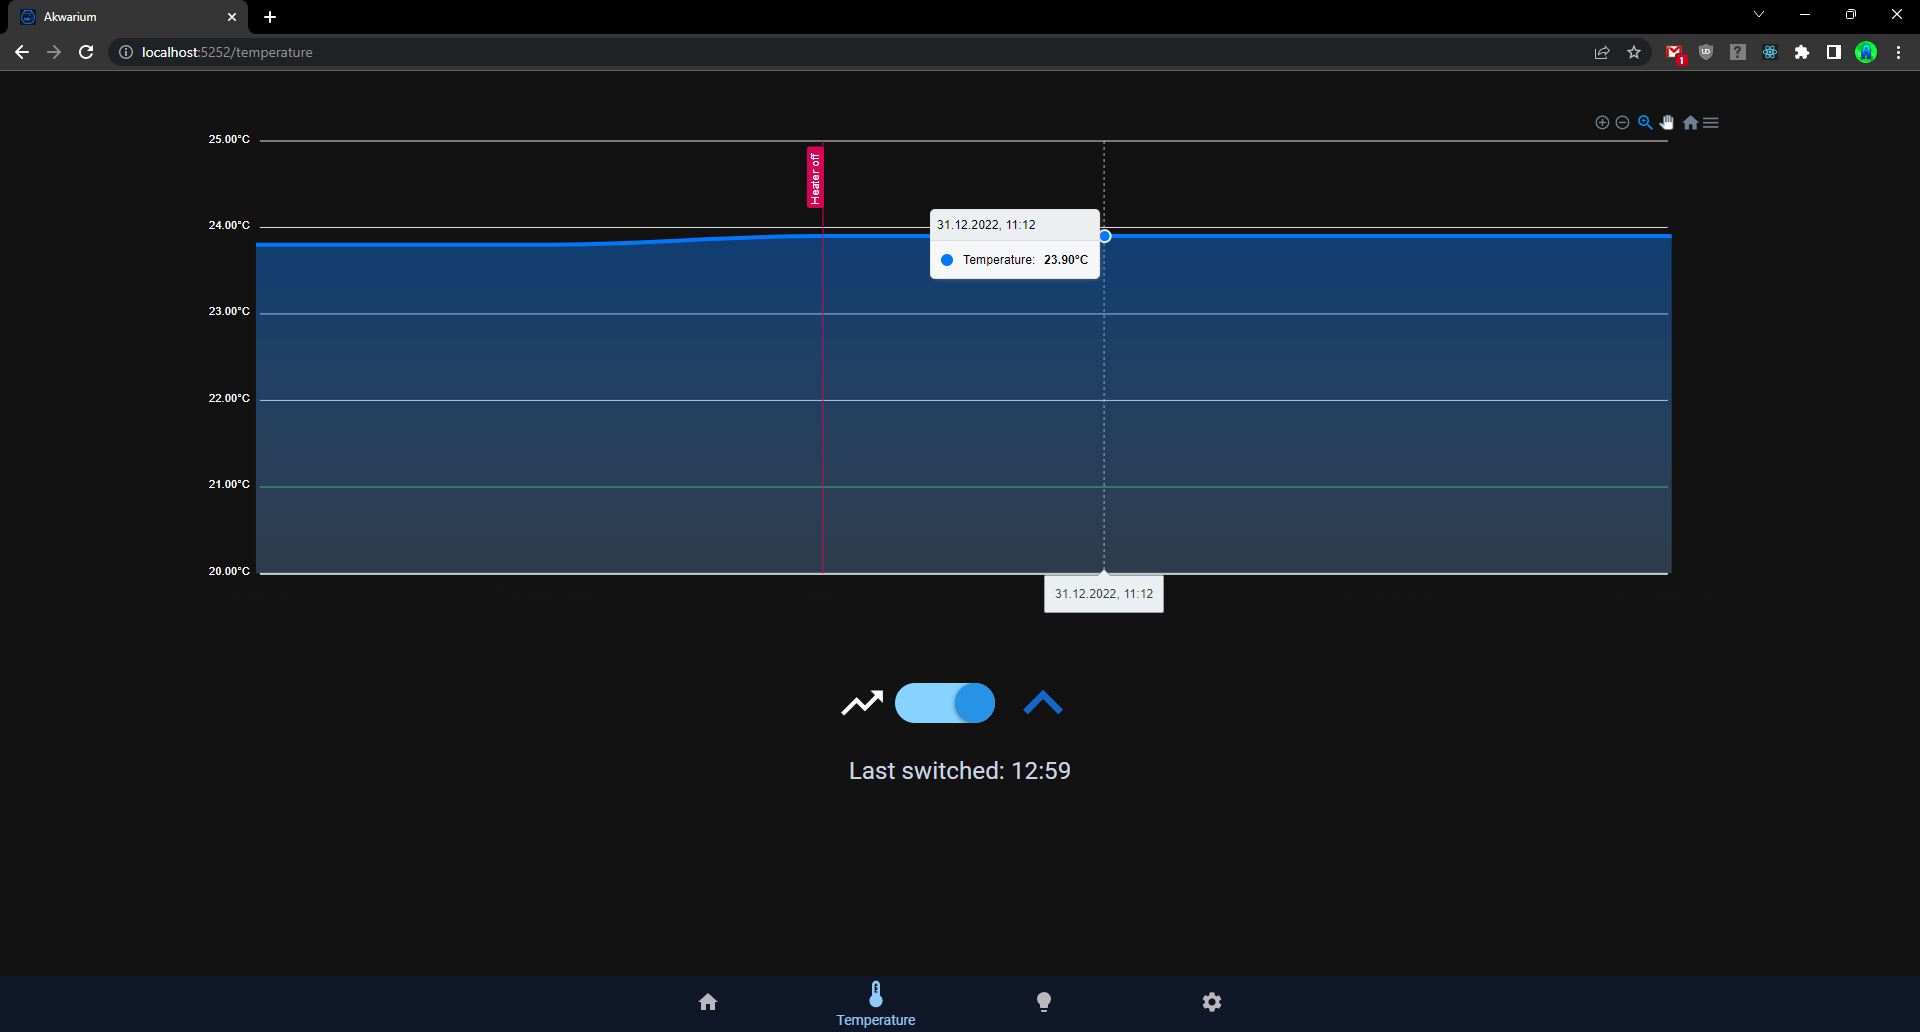 Akwarium
localhost:5252/temperature
1
25.00°C
Heater off
24.00°C
31.12.2022, 11:12
Temperature: 23.90°C
23.00°C
22.00°C
21.00°C
20.00°C
31.12.2022, 11:12
Last switched: 12:59
Temperature